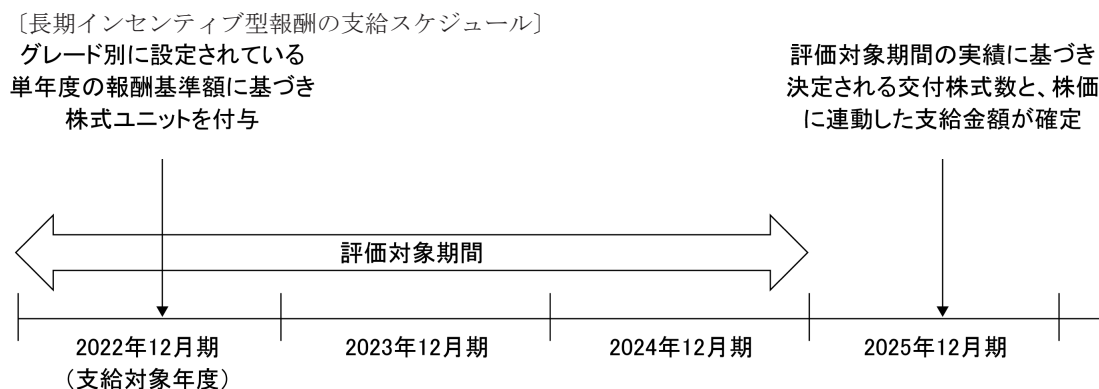 〔長期インセンティブ型報酬の支給スケジュール〕
グレード別に設定されている
単年度の報酬基準額に基づき
株式ユニットを付与
評価対象期間の実績に基づき
決定される交付株式数と、株価
に連動した支給金額が確定
評価対象期間
2022年12月期
（支給対象年度）
2023年12月期
2024年12月期
2025年12月期